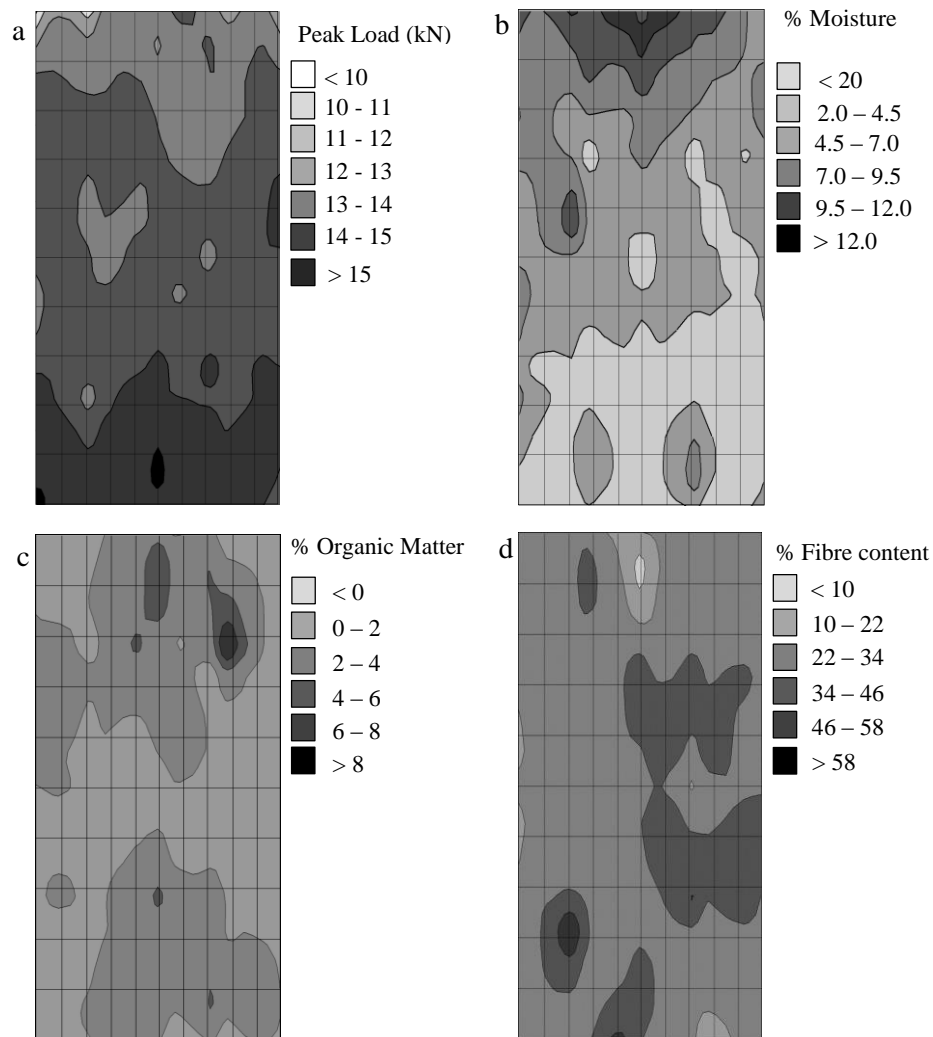 a
Peak Load (kN)
< 10
10 - 11
11 - 12
12 - 13
13 - 14
14 - 15
> 15
b
% Moisture
< 20
2.0 – 4.5
4.5 – 7.0
7.0 – 9.5
9.5 – 12.0
> 12.0
c
% Organic Matter
< 0
0 – 2
2 – 4
4 – 6
6 – 8
> 8
d
% Fibre content
< 10
10 – 22
22 – 34
34 – 46
46 – 58
> 58